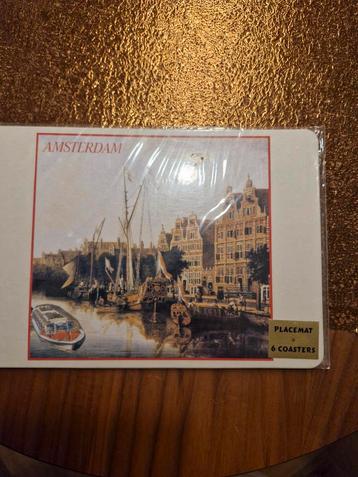 AMSTERDAM
PLACEMAT
+
6 COASTERS